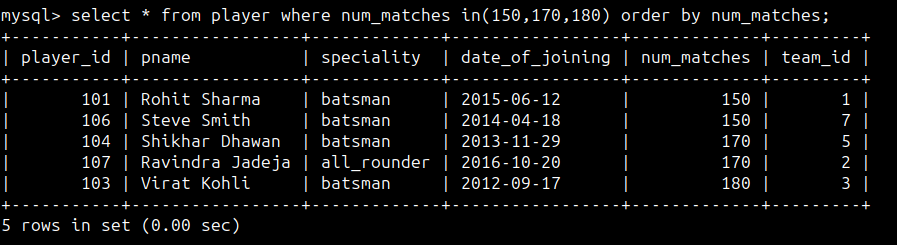 mysql> select * from player where num_matches in(150,170,180) order by num_matches;
+-----------+-----------------+-------------+-----------------+-------------+---------+
| player_id | pname           | speciality  | date_of_joining | num_matches | team_id |
+-----------+-----------------+-------------+-----------------+-------------+---------+
|       101 | Rohit Sharma    | batsman     | 2015-06-12      |         150 |       1 |
|       106 | Steve Smith     | batsman     | 2014-04-18      |         150 |       7 |
|       104 | Shikhar Dhawan  | batsman     | 2013-11-29      |         170 |       5 |
|       107 | Ravindra Jadeja | all_rounder | 2016-10-20      |         170 |       2 |
|       103 | Virat Kohli     | batsman     | 2012-09-17      |         180 |       3 |
+-----------+-----------------+-------------+-----------------+-------------+---------+
5 rows in set (0.00 sec)